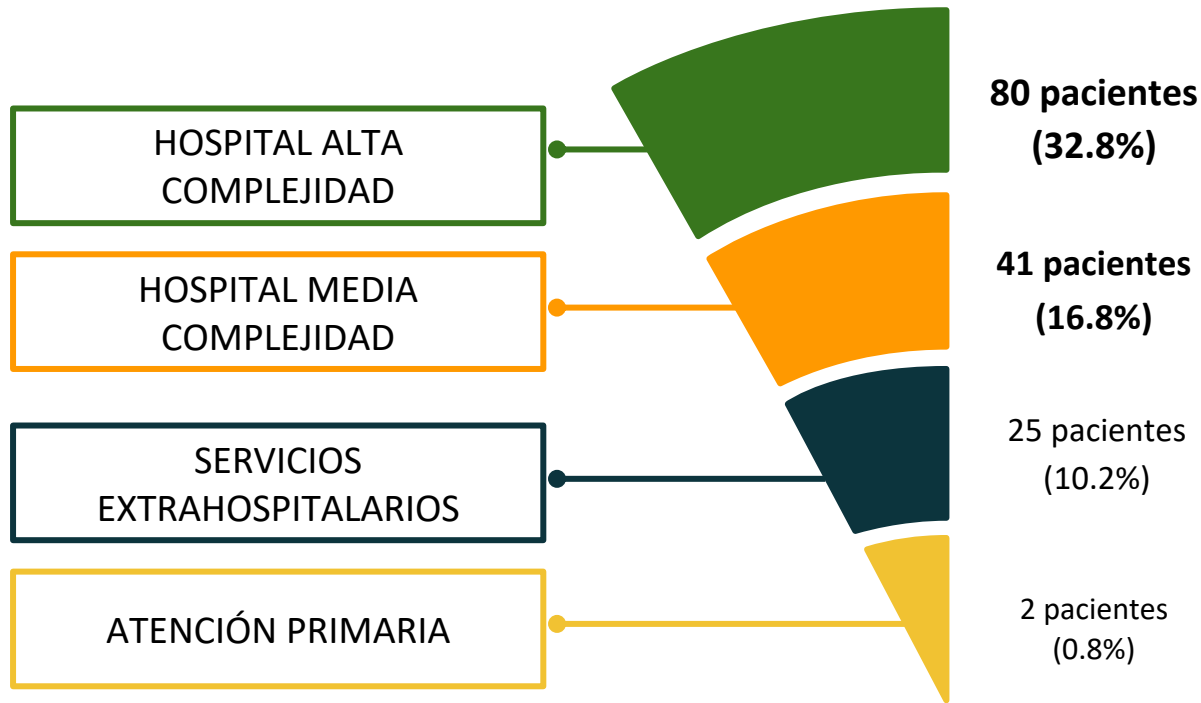 HOSPITAL ALTA
COMPLEJIDAD
80 pacientes
(32.8%)
HOSPITAL MEDIA
COMPLEJIDAD
41 pacientes
(16.8%)
SERVICIOS
EXTRAHOSPITALARIOS
25 pacientes
(10.2%)
ATENCIÓN PRIMARIA
2 pacientes
(0.8%)